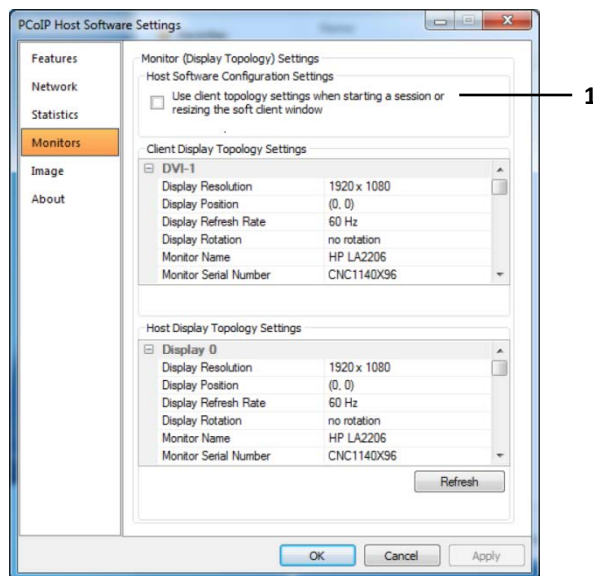 PCoIP Host Software Settings
Features
Network
Statistics
Monitors
Image
About
Monitor (Display Topology) Settings
Host Software Configuration Settings
Use client topology settings when starting a session or
resizing the soft client window
1
Client Display Topology Settings
DVI-1
Display Resolution 1920 x 1080
Display Position (0, 0)
Display Refresh Rate 60 Hz
Display Rotation no rotation
Monitor Name HP LA2206
Monitor Serial Number CNC1140X96
Host Display Topology Settings
Display 0
Display Resolution 1920 x 1080
Display Position (0, 0)
Display Refresh Rate 60 Hz
Display Rotation no rotation
Monitor Name HP LA2206
Monitor Serial Number CNC1140X96
Refresh
OK Cancel Apply